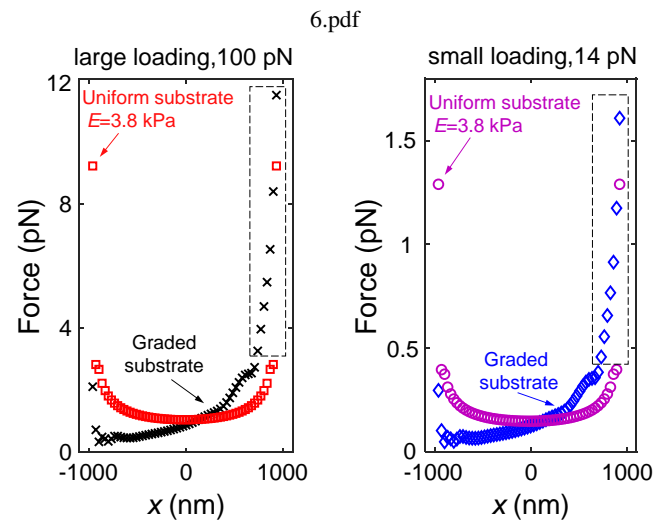 6.pdf
large loading,100 pN
12
8
4
0
Force (pN)
Uniform substrate
E=3.8 kPa
Graded
substrate
-1000
0
1000
x (nm)
small loading,14 pN
1.5
1
0.5
0
Force (pN)
Uniform substrate
E=3.8 kPa
Graded
substrate
-1000
0
1000
x (nm)